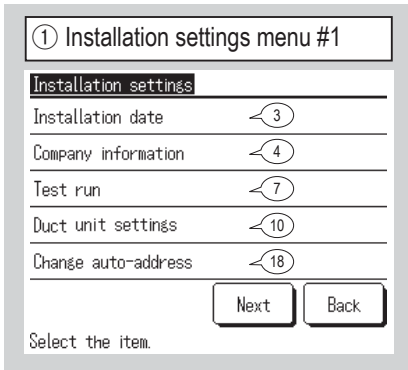 ① Installation settings menu #1
Installation settings
Installation date 3
Company information 4
Test run 7
Duct unit settings 10
Change auto-address 18
Next Back
Select the item.